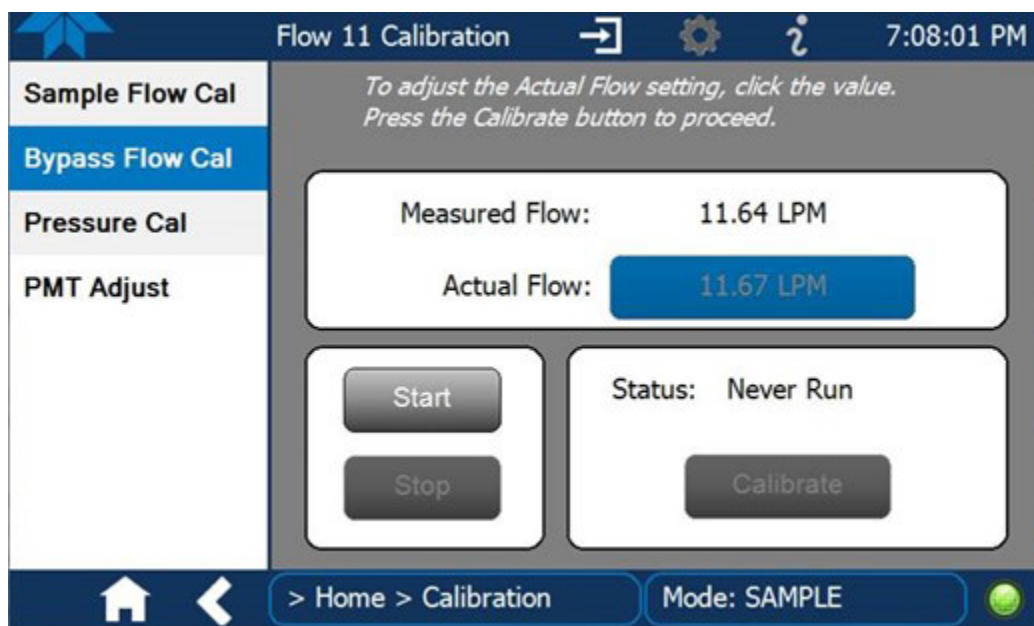 Flow 11 Calibration
7:08:01 PM
Sample Flow Cal
Bypass Flow Cal
Pressure Cal
PMT Adjust
To adjust the Actual Flow setting, click the value.
Press the Calibrate button to proceed.
Measured Flow: 11.64 LPM
Actual Flow: 11.67 LPM
Start
Stop
Status: Never Run
Calibrate
> Home > Calibration
Mode: SAMPLE